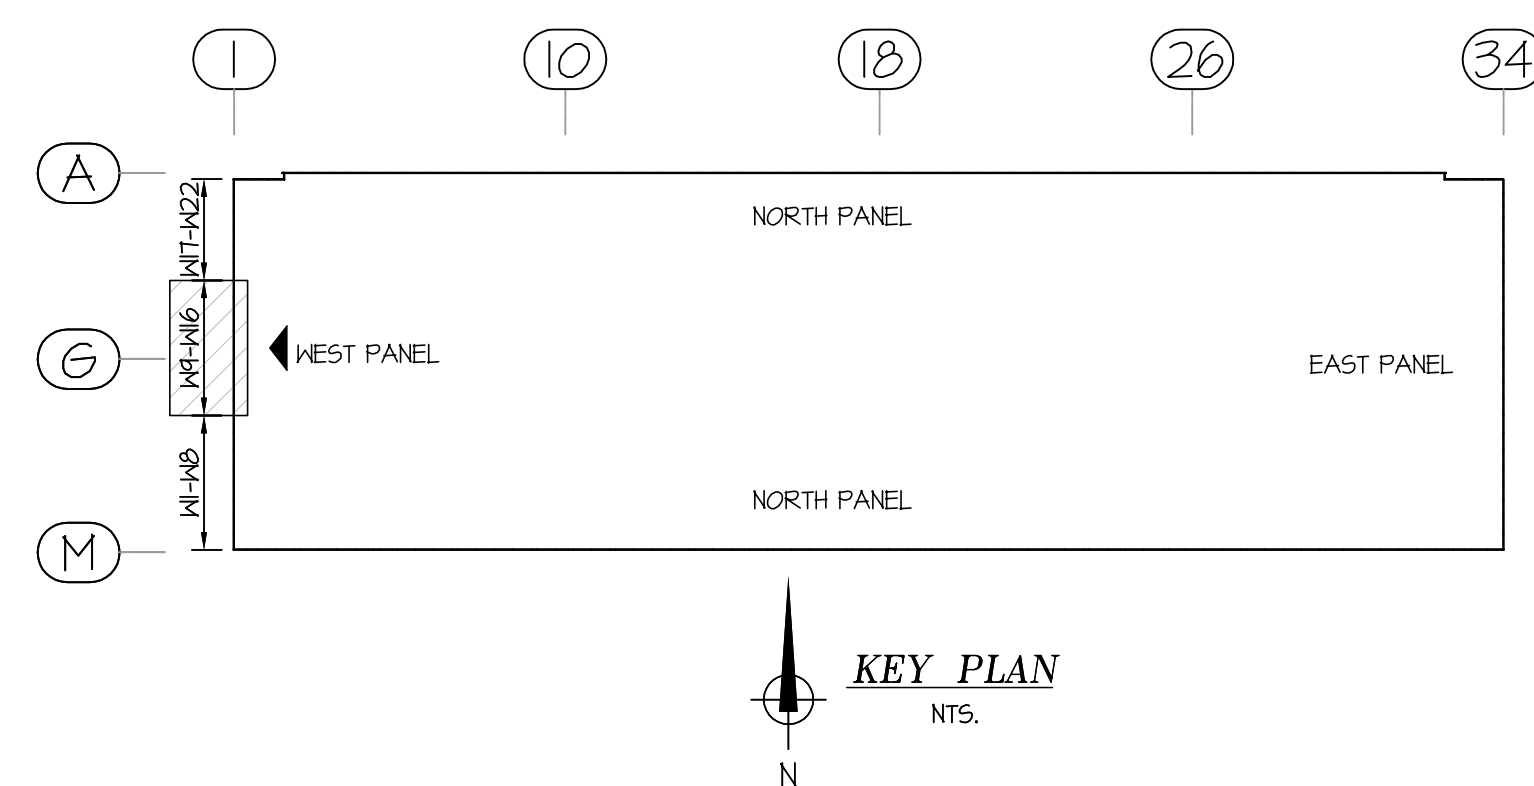 1
10
18
26
34
A
W17-W22
NORTH PANEL
W9-W16
G
WEST PANEL
EAST PANEL
W1-W8
NORTH PANEL
M
KEY PLAN
NTS.
N